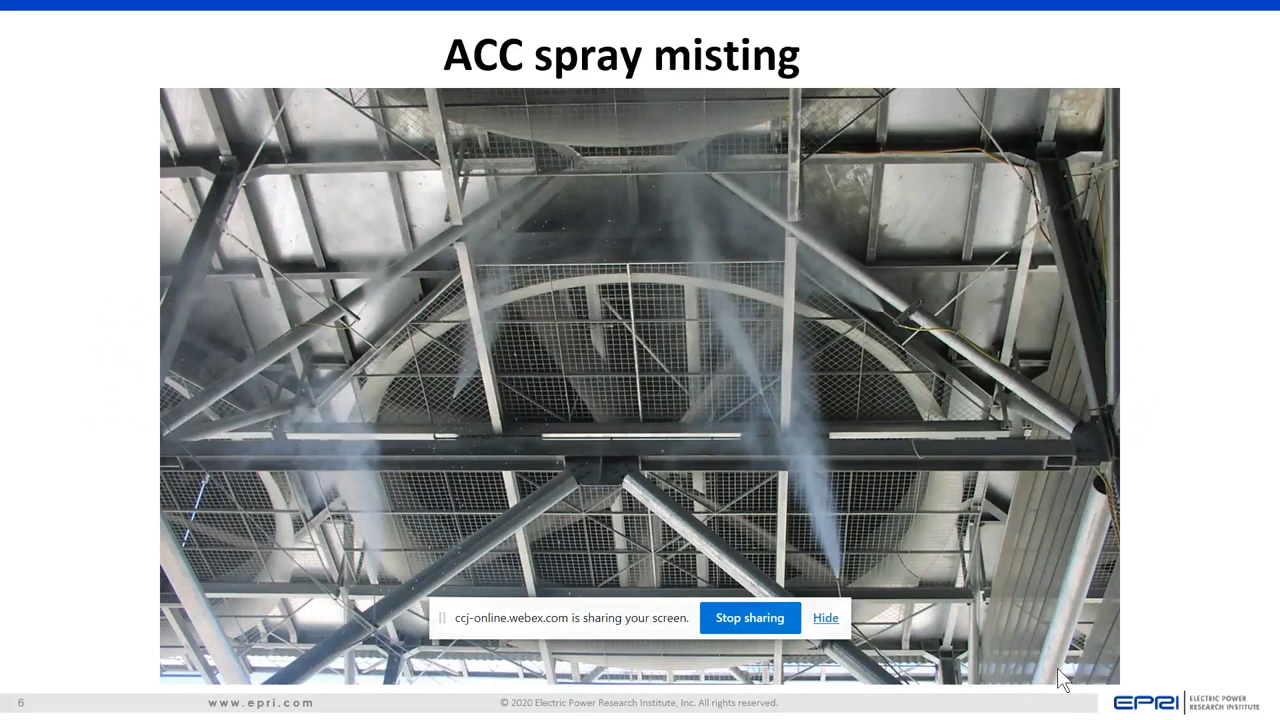 ACC spray misting
ccj-online.webex.com is sharing your screen.
Stop sharing
Hide
6
www.epri.com
© 2020 Electric Power Research Institute, Inc. All rights reserved.
EPRI
ELECTRIC POWER
RESEARCH INSTITUTE